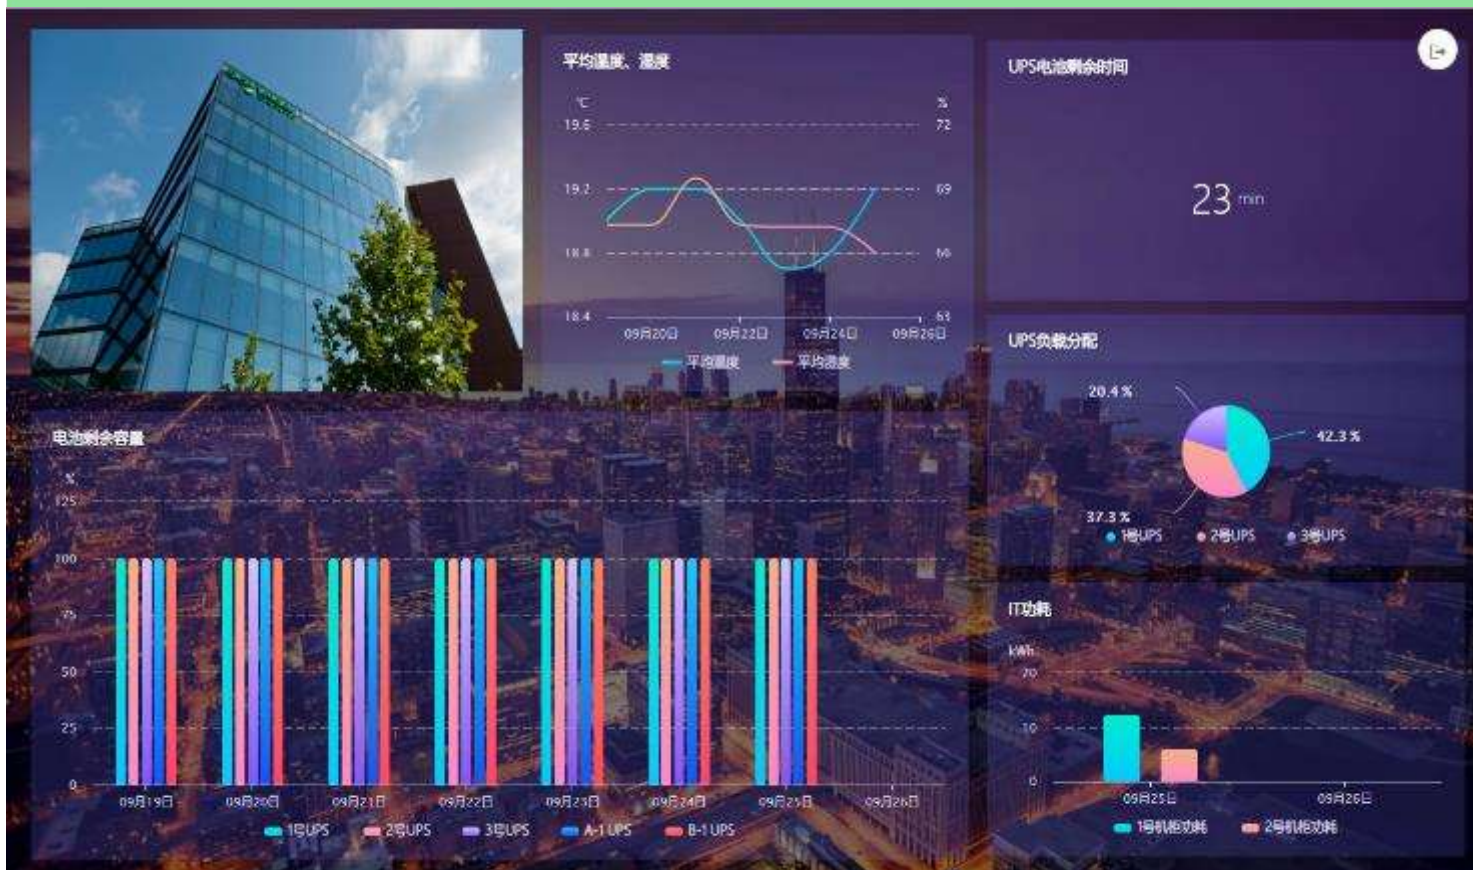 平均温度、湿度
℃
%
19.6
72
19.2
69
18.8
66
18.4
63
09月20日
09月22日
09月24日
09月26日
平均温度
平均湿度
UPS电池剩余时间
23 min
UPS负载分配
20.4 %
42.3 %
37.3 %
1号UPS
2号UPS
3号UPS
电池剩余容量
%
125
100
75
50
25
0
09月19日
09月20日
09月21日
09月22日
09月23日
09月24日
09月25日
09月26日
1号UPS
2号UPS
3号UPS
A-1 UPS
B-1 UPS
IT功耗
kWh
20
10
0
09月25日
09月26日
1号机柜功耗
2号机柜功耗